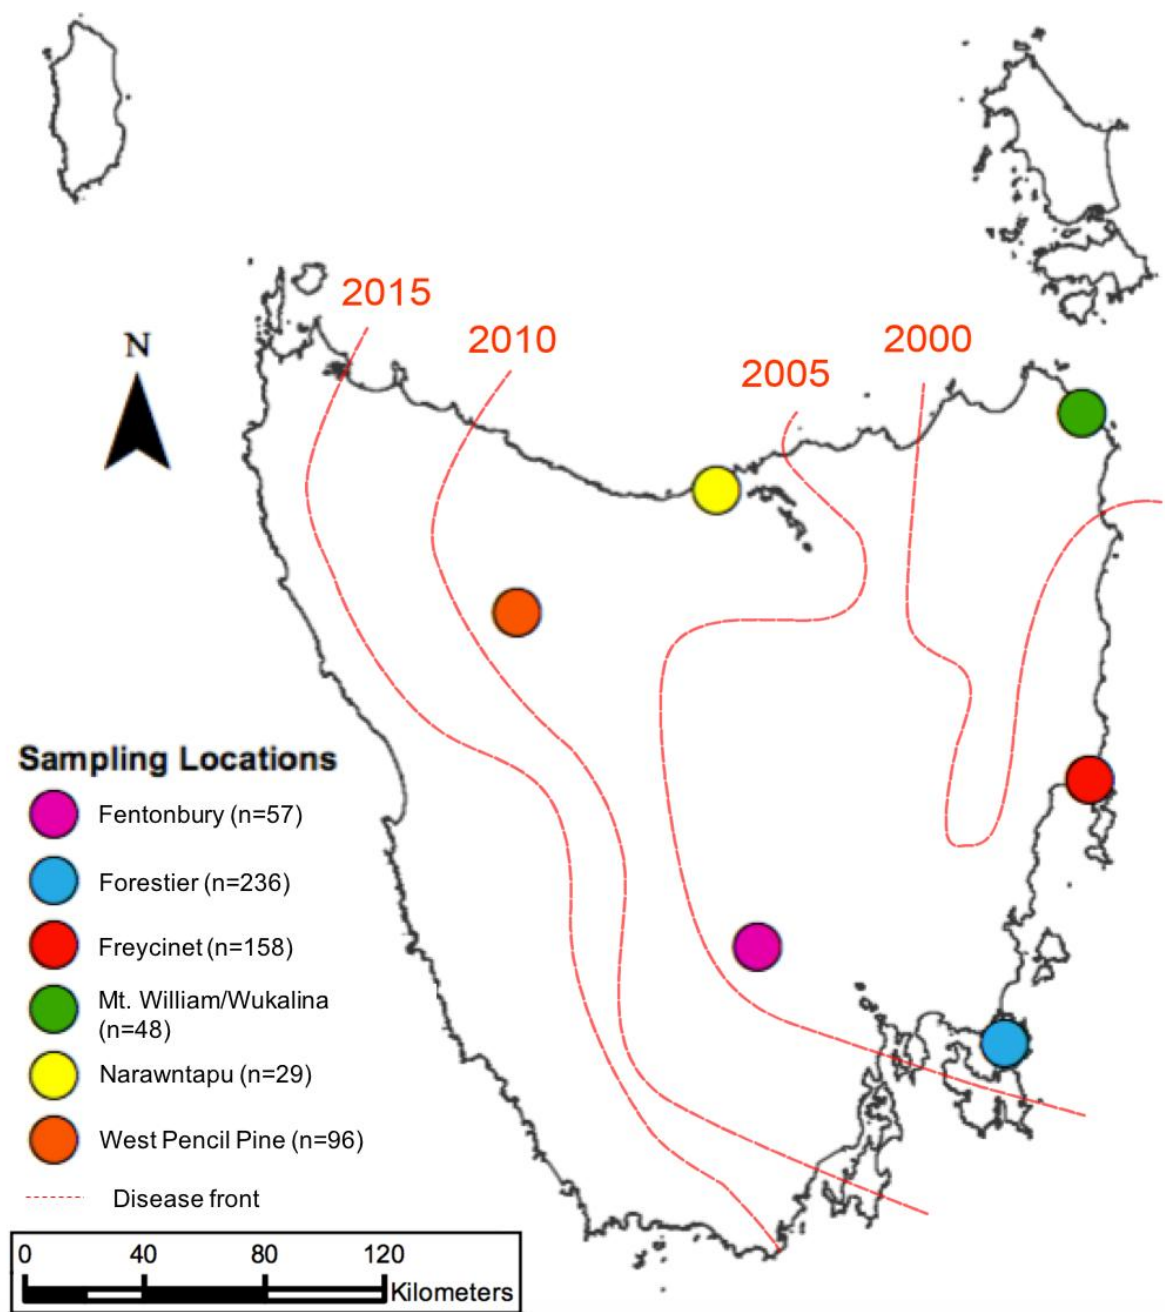 2015
2010
2005
2000
N
Sampling Locations
Fentonbury (n=57)
Forestier (n=236)
Freycinet (n=158)
Mt. William/Wukalina
(n=48)
Narawntapu (n=29)
West Pencil Pine (n=96)
Disease front
0 40 80 120
Kilometers